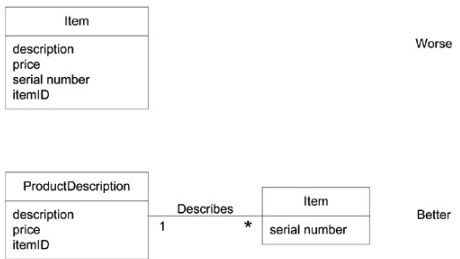 Item
Worse
description
price
serial number
itemID
ProductDescription
Describes
Item
Better
description
price
itemID
1
*
serial number